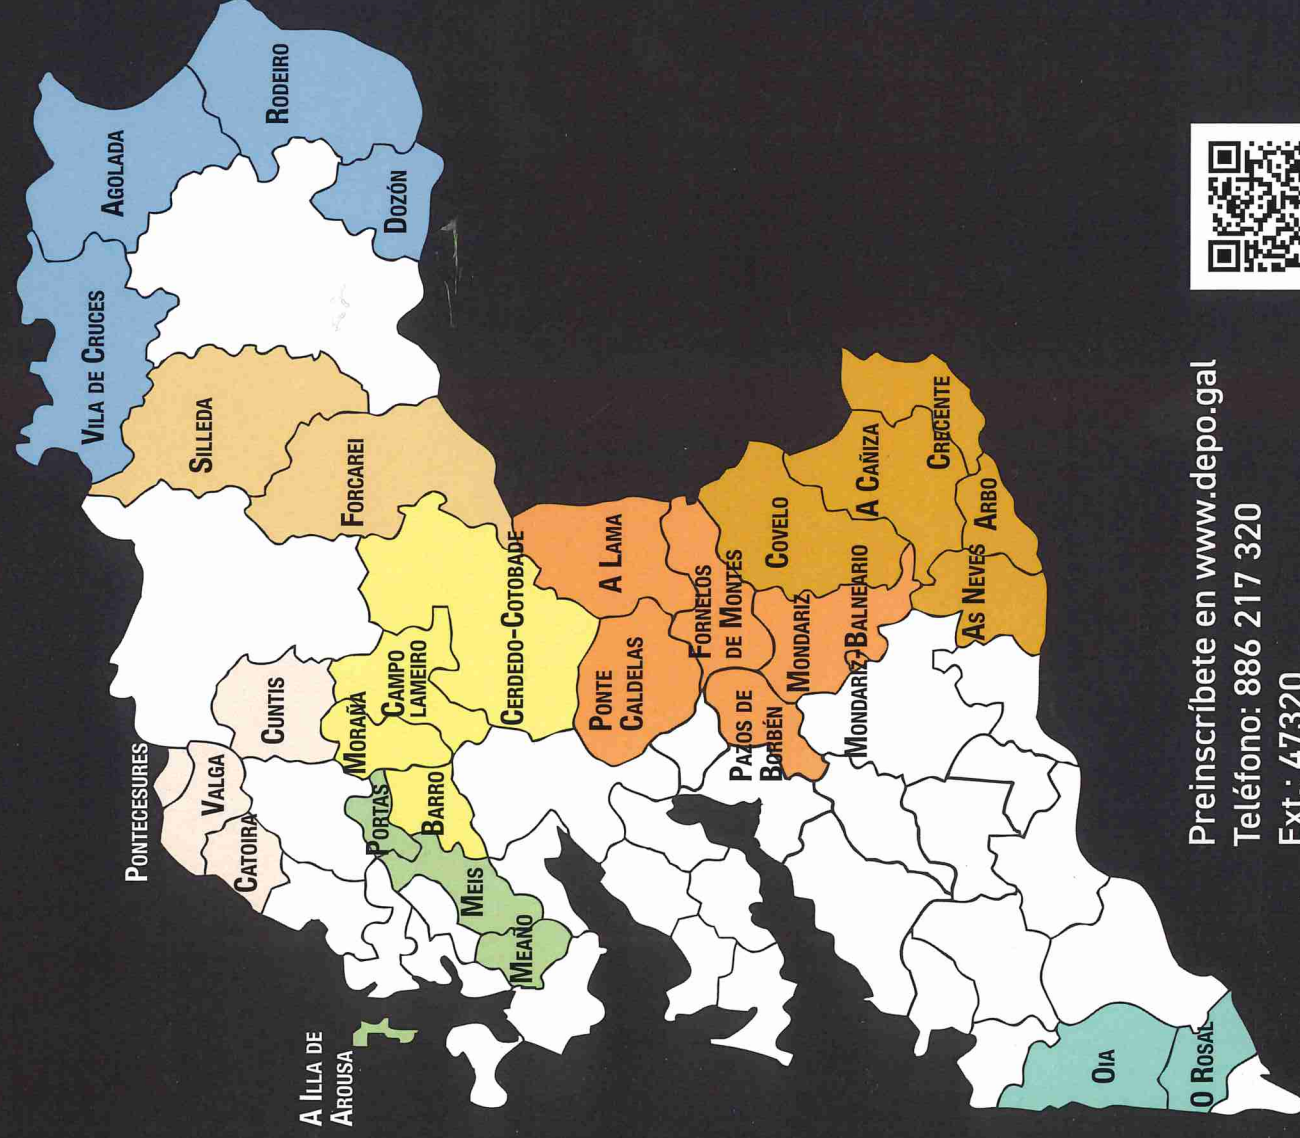 Agolada
Rodeiro
Vila de Cruces
Dozón
Silleda
Forcarei
Cerdedo-Cotobade
Campo
Lameiro
Moraña
Cuntis
Pontecesures
Valga
Catoira
Portas
Barro
Meis
Meaño
A Illa de
Arousa
A Lama
Ponte
Caldelas
Fornelos
de Montes
Pazos de
Borbén
Mondariz
Mondariz-Balneario
Covelo
A Cañiza
Crecente
Arbo
As Neves
Oia
O Rosal
Preinscríbete en www.depo.gal
Teléfono: 886 217 320
Ext.: 47320